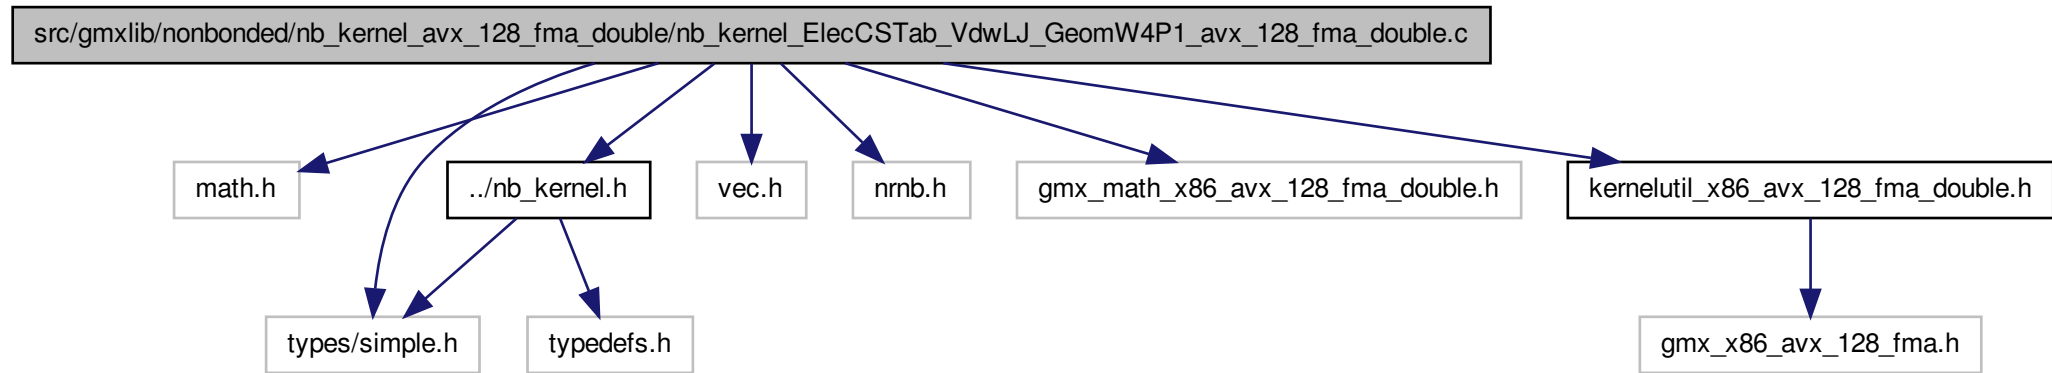 src/gmxlib/nonbonded/nb_kernel_avx_128_fma_double/nb_kernel_ElecCSTab_VdwLJ_GeomW4P1_avx_128_fma_double.c
math.h
../nb_kernel.h
vec.h
nrnb.h
gmx_math_x86_avx_128_fma_double.h
kernelutil_x86_avx_128_fma_double.h
types/simple.h
typedefs.h
gmx_x86_avx_128_fma.h